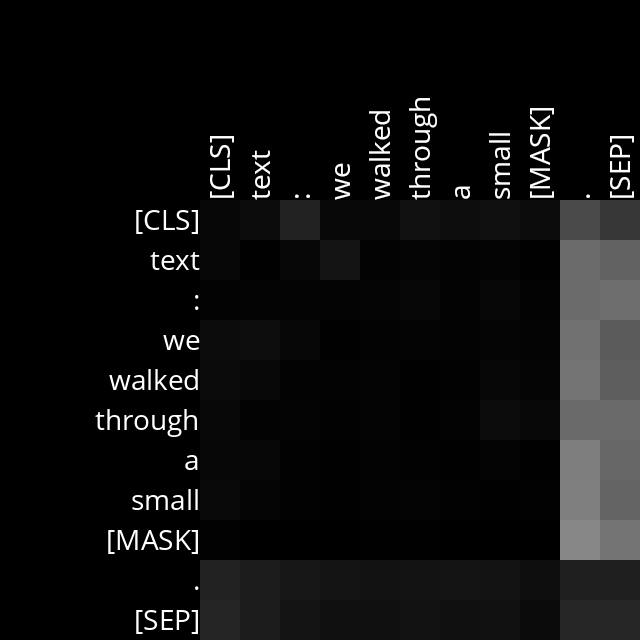 [CLS] text : we walked through a small [MASK] . [SEP]
[CLS]
text
:
we
walked
through
a
small
[MASK]
.
[SEP]